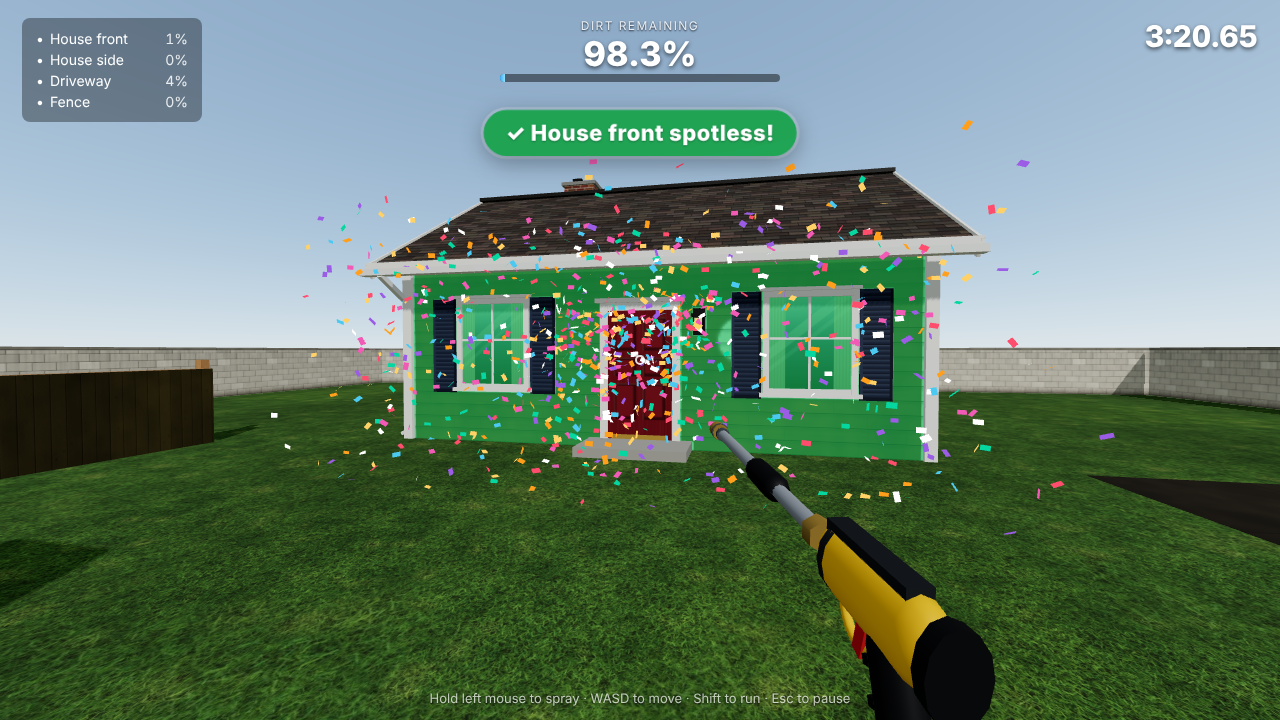 • House front 1%
• House side 0%
• Driveway 4%
• Fence 0%
DIRT REMAINING
98.3%
3:20.65
✓ House front spotless!
Hold left mouse to spray · WASD to move · Shift to run · Esc to pause